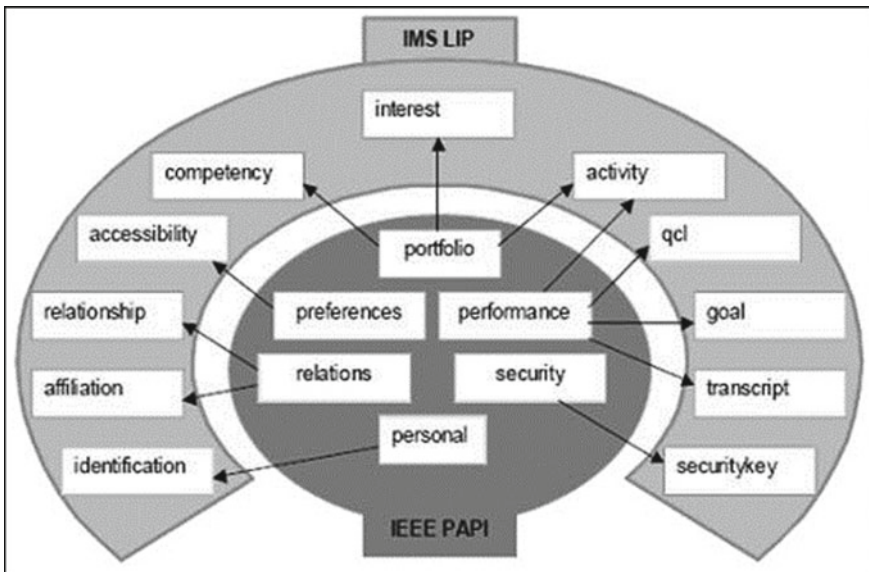 IMS LIP
interest
competency
activity
accessibility
qcl
portfolio
relationship
preferences
performance
goal
affiliation
relations
security
transcript
personal
identification
securitykey
IEEE PAPI